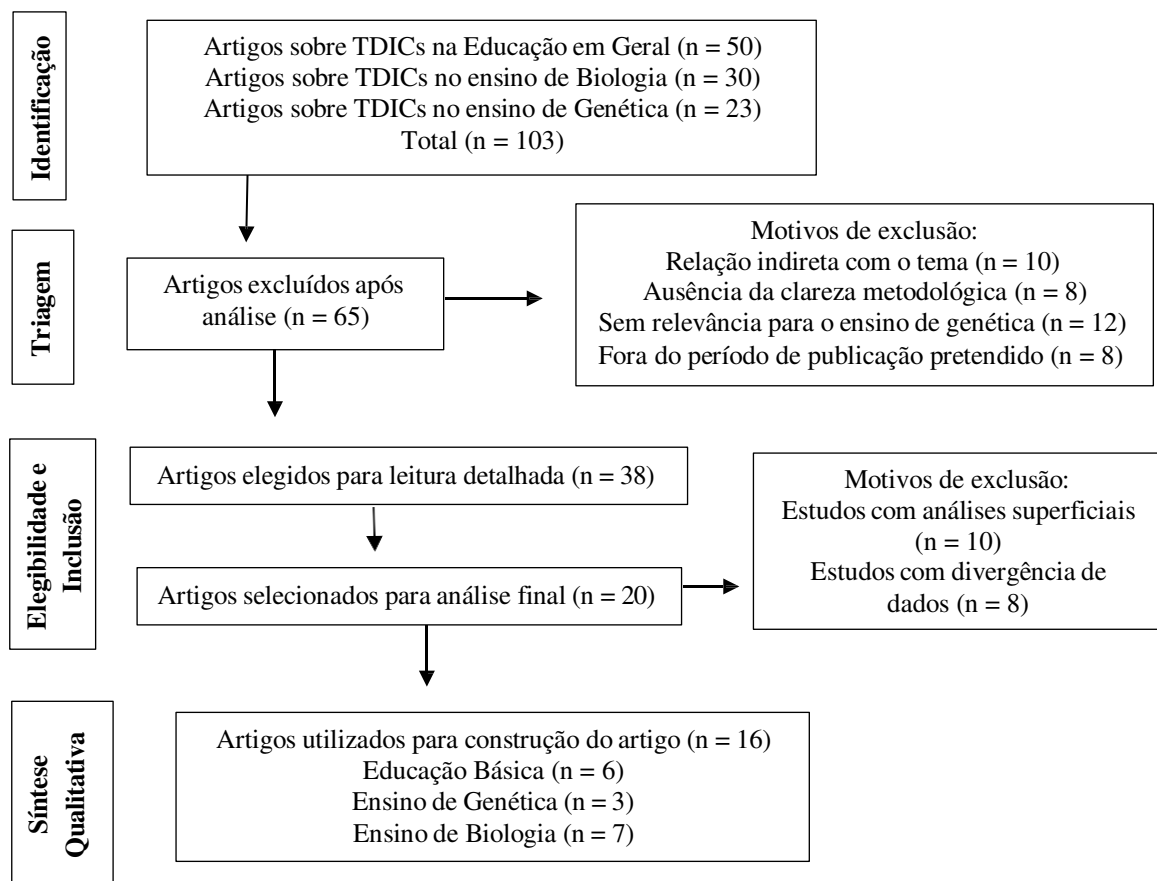 Identificação
Artigos sobre TDICs na Educação em Geral (n = 50)
Artigos sobre TDICs no ensino de Biologia (n = 30)
Artigos sobre TDICs no ensino de Genética (n = 23)
Total (n = 103)
Triagem
Artigos excluídos após
análise (n = 65)
Motivos de exclusão:
Relação indireta com o tema (n = 10)
Ausência da clareza metodológica (n = 8)
Sem relevância para o ensino de genética (n = 12)
Fora do período de publicação pretendido (n = 8)
Elegibilidade e
Inclusão
Artigos elegidos para leitura detalhada (n = 38)
Artigos selecionados para análise final (n = 20)
Motivos de exclusão:
Estudos com análises superficiais
(n = 10)
Estudos com divergência de
dados (n = 8)
Síntese
Qualitativa
Artigos utilizados para construção do artigo (n = 16)
Educação Básica (n = 6)
Ensino de Genética (n = 3)
Ensino de Biologia (n = 7)